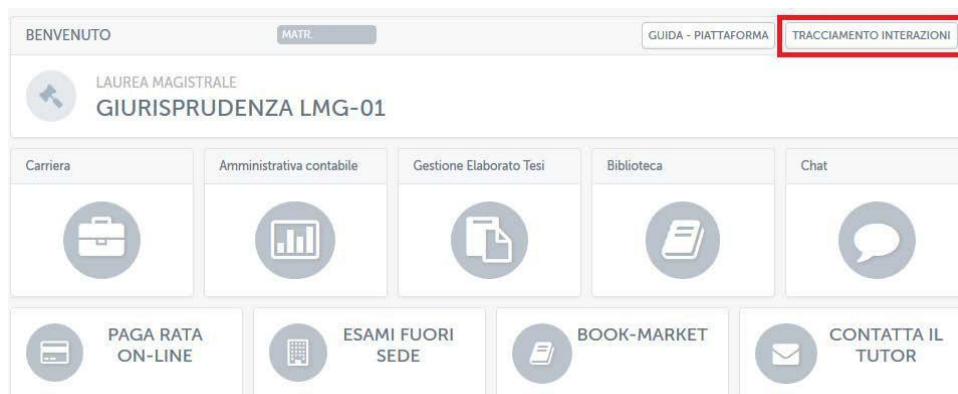 BENVENUTO MATR. GUIDA - PIATTAFORMA TRACCIAMENTO INTERAZIONI
LAUREA MAGISTRALE
GIURISPRUDENZA LMG-01
Carriera Amministrativa contabile Gestione Elaborato Tesi Biblioteca Chat
PAGA RATA
ON-LINE
ESAMI FUORI
SEDE
BOOK-MARKET
CONTATTA IL
TUTOR